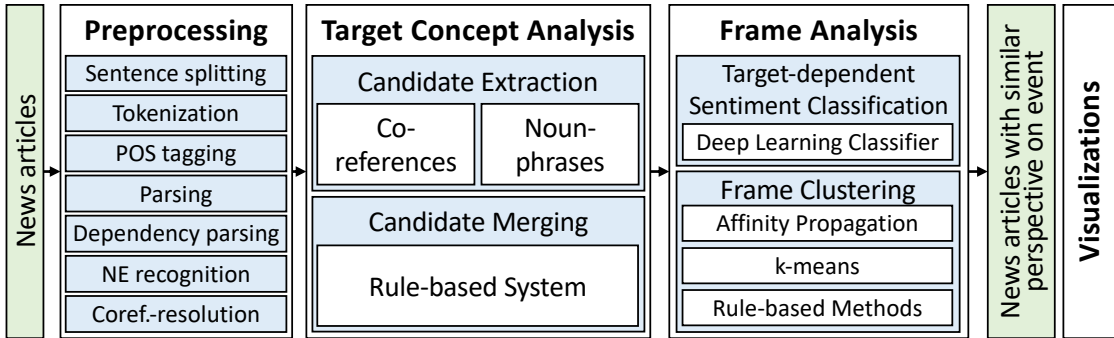 News articles
Preprocessing
Sentence splitting
Tokenization
POS tagging
Parsing
Dependency parsing
NE recognition
Coref.-resolution
Target Concept Analysis
Candidate Extraction
Co-
references
Noun-
phrases
Candidate Merging
Rule-based System
Frame Analysis
Target-dependent
Sentiment Classification
Deep Learning Classifier
Frame Clustering
Affinity Propagation
k-means
Rule-based Methods
News articles with similar
perspective on event
Visualizations